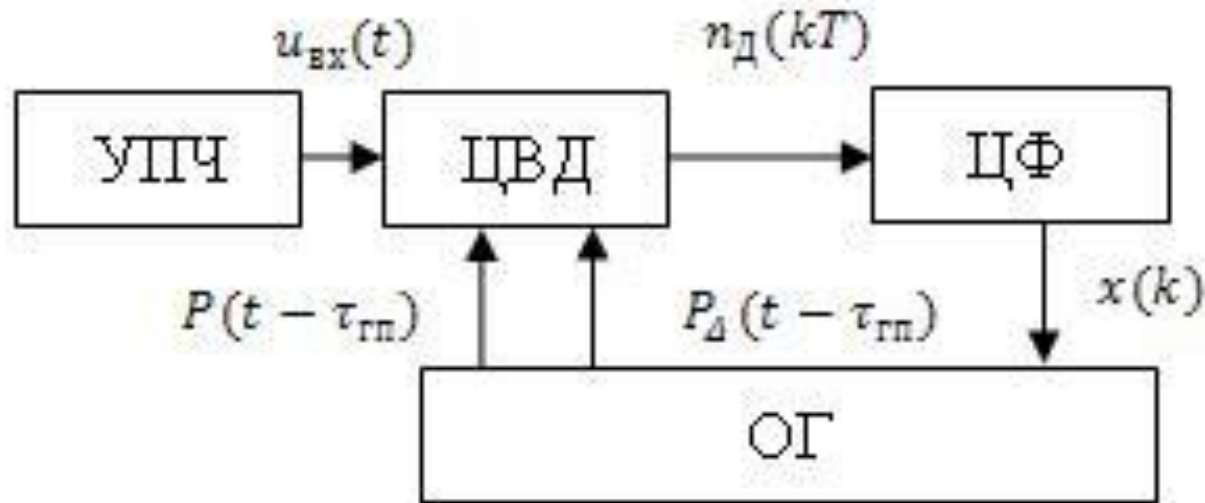 u_вх(t)
n_Д(kT)
УПЧ
ЦВД
ЦФ
P(t − τ_гп)
P_Δ(t − τ_гп)
x(k)
ОГ